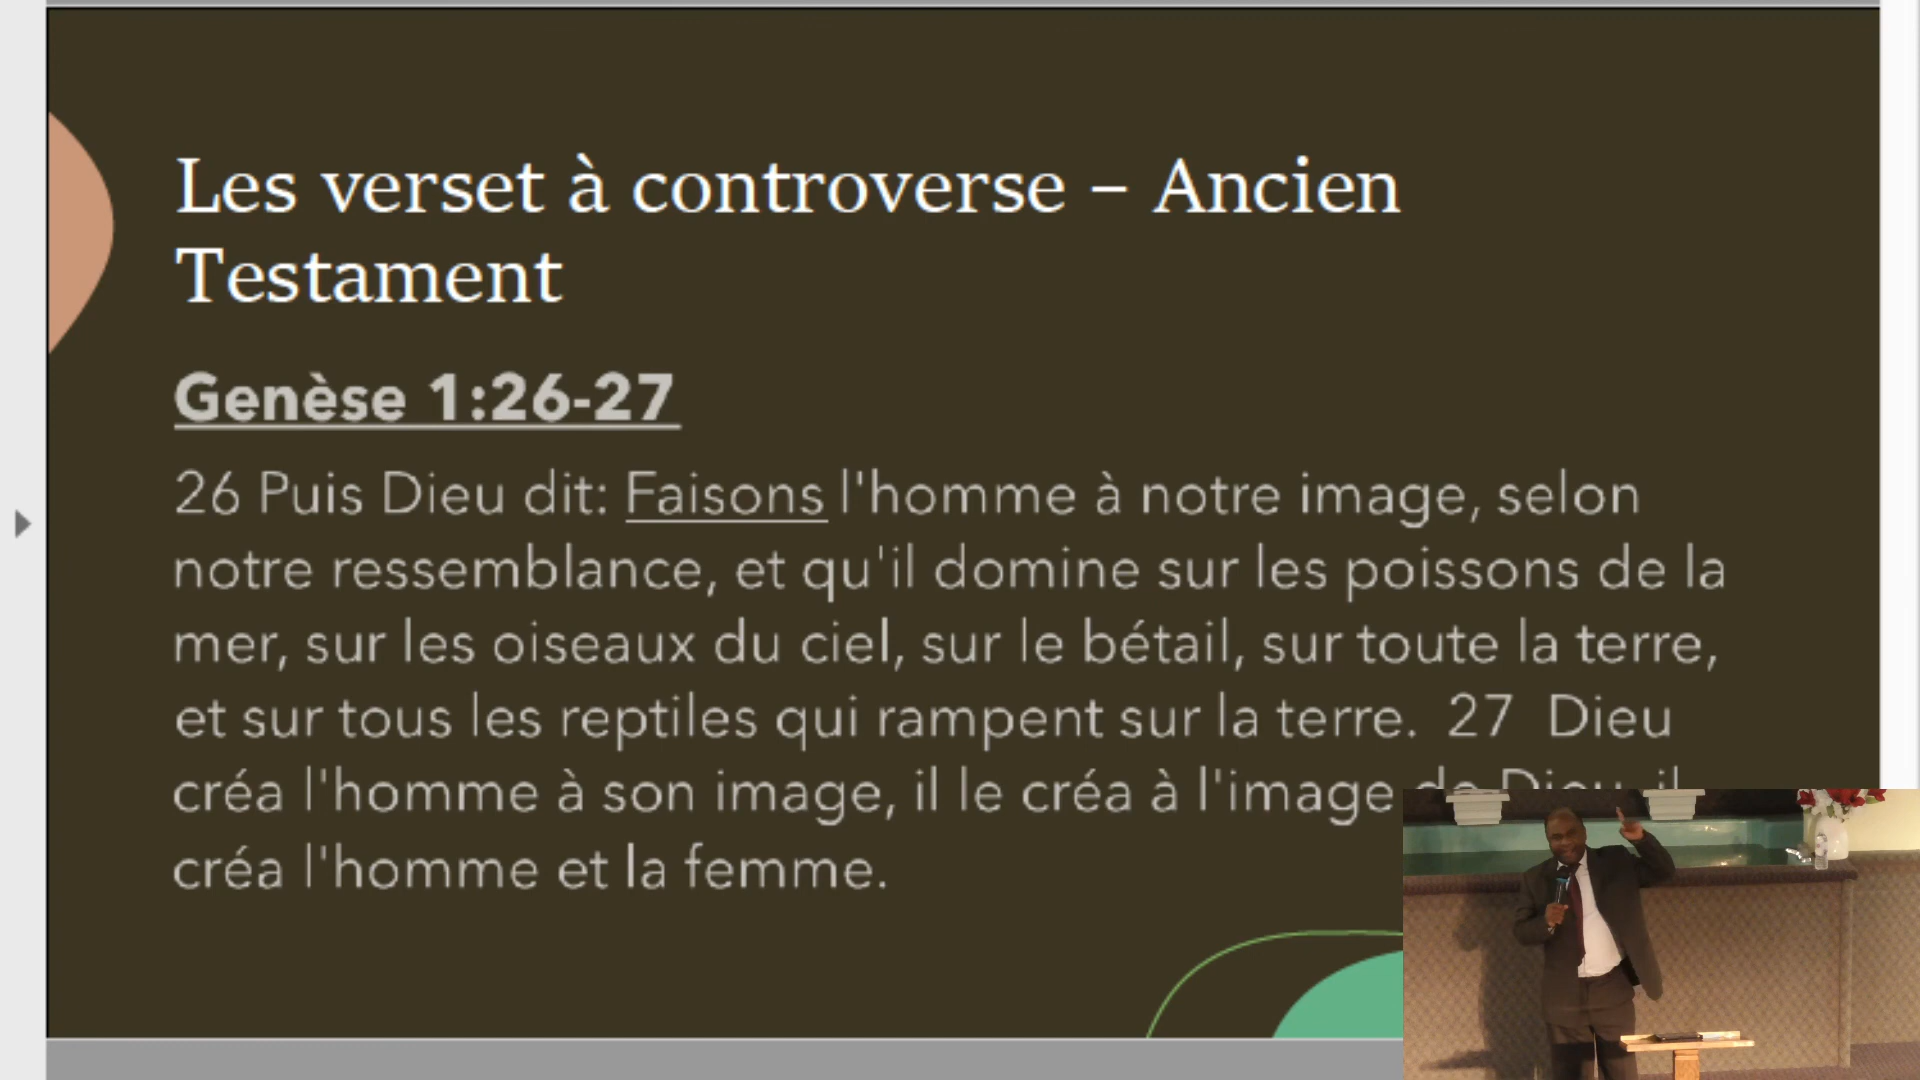 Les verset à controverse – Ancien
Testament
Genèse 1:26-27
26 Puis Dieu dit: Faisons l'homme à notre image, selon
notre ressemblance, et qu'il domine sur les poissons de la
mer, sur les oiseaux du ciel, sur le bétail, sur toute la terre,
et sur tous les reptiles qui rampent sur la terre.  27  Dieu
créa l'homme à son image, il le créa à l'image de Dieu, il
créa l'homme et la femme.